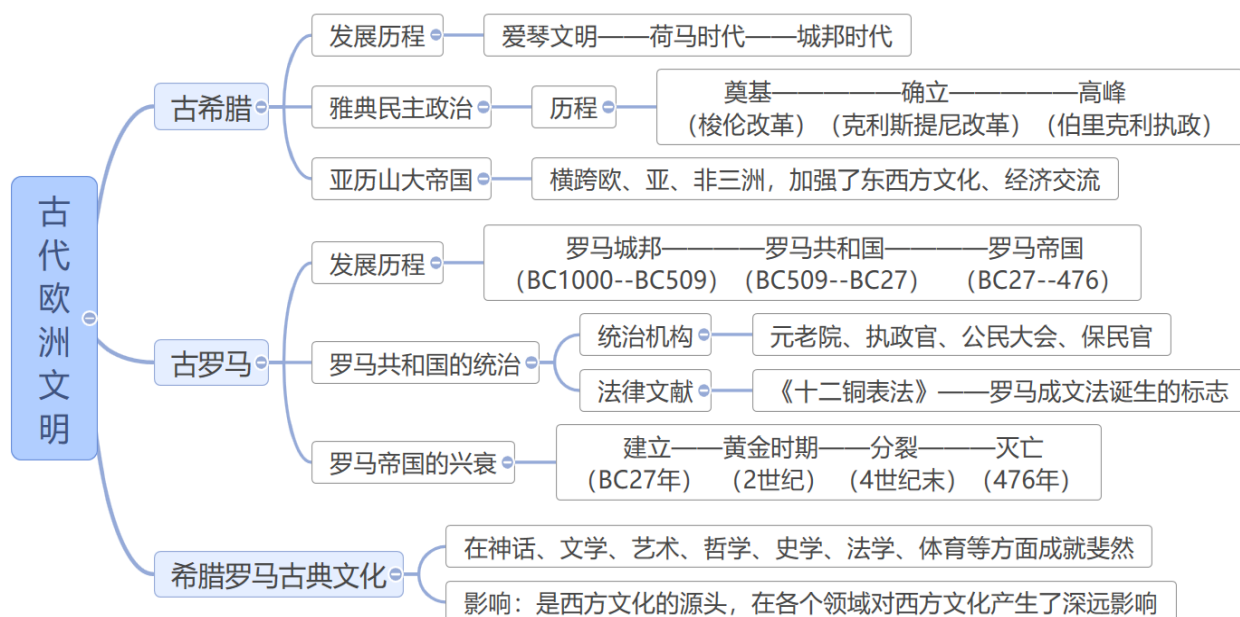 古代欧洲文明
古希腊
发展历程
爱琴文明——荷马时代——城邦时代
雅典民主政治
历程
奠基—————确立—————高峰
（梭伦改革）（克利斯提尼改革）（伯里克利执政）
亚历山大帝国
横跨欧、亚、非三洲，加强了东西方文化、经济交流
古罗马
发展历程
罗马城邦————罗马共和国————罗马帝国
（BC1000--BC509）（BC509--BC27）（BC27--476）
罗马共和国的统治
统治机构
元老院、执政官、公民大会、保民官
法律文献
《十二铜表法》——罗马成文法诞生的标志
罗马帝国的兴衰
建立——黄金时期——分裂———灭亡
（BC27年）（2世纪）（4世纪末）（476年）
希腊罗马古典文化
在神话、文学、艺术、哲学、史学、法学、体育等方面成就斐然
影响：是西方文化的源头，在各个领域对西方文化产生了深远影响